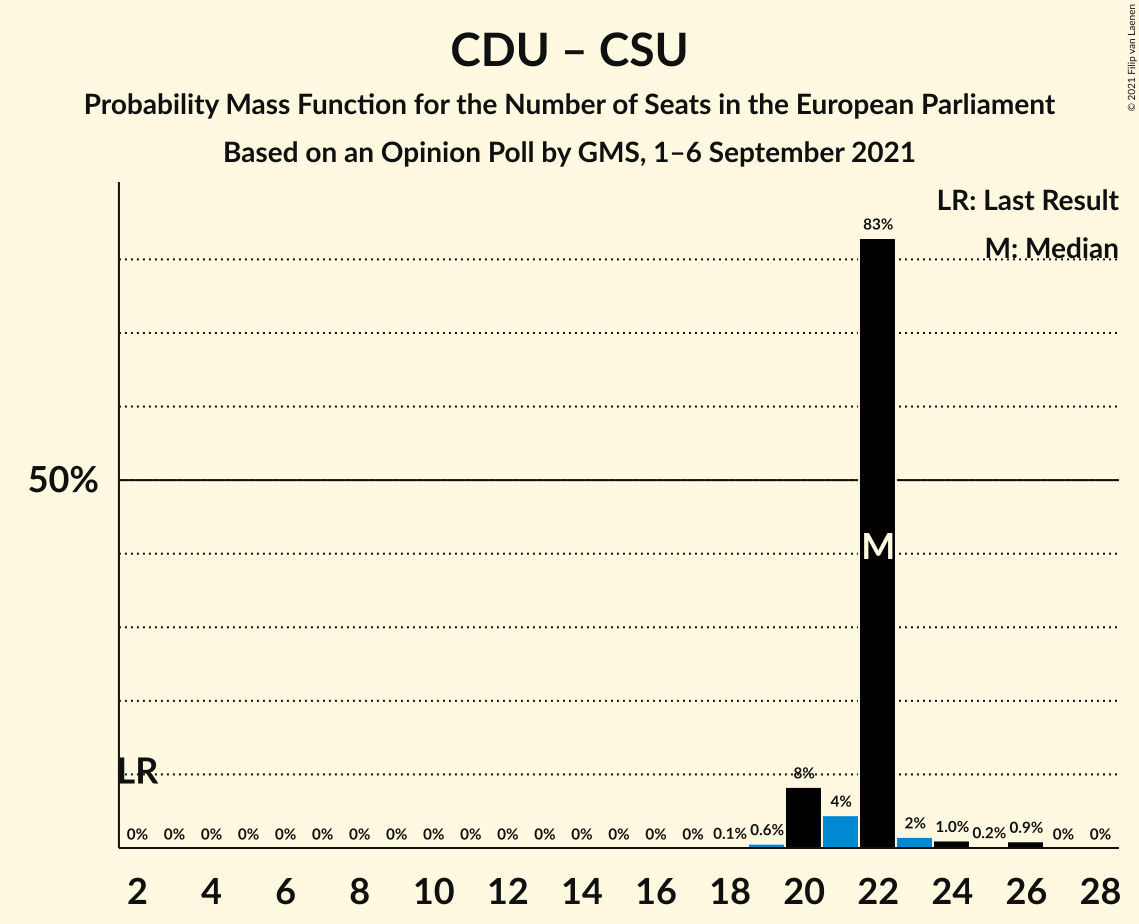 CDU – CSU
Probability Mass Function for the Number of Seats in the European Parliament
Based on an Opinion Poll by GMS, 1–6 September 2021
© 2021 Filip van Laenen
LR: Last Result
M: Median
83%
50%
M
LR
8%
4%
0% 0% 0% 0% 0% 0% 0% 0% 0% 0% 0% 0% 0% 0% 0% 0% 0.1% 0.6% 2% 1.0% 0.2% 0.9% 0% 0%
2 4 6 8 10 12 14 16 18 20 22 24 26 28